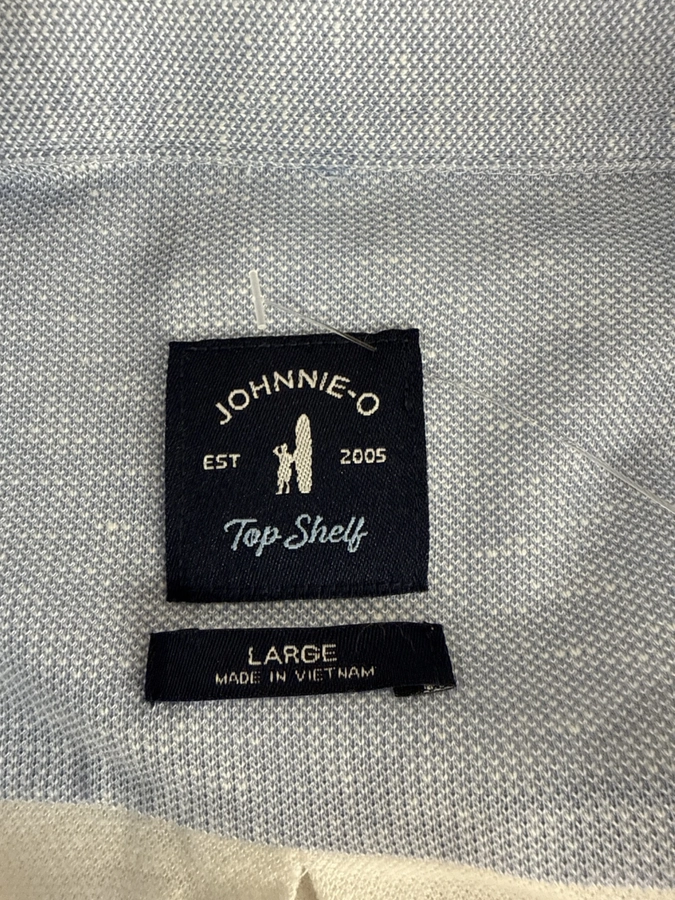 JOHNNIE-O
EST 2005
Top Shelf
LARGE
MADE IN VIETNAM